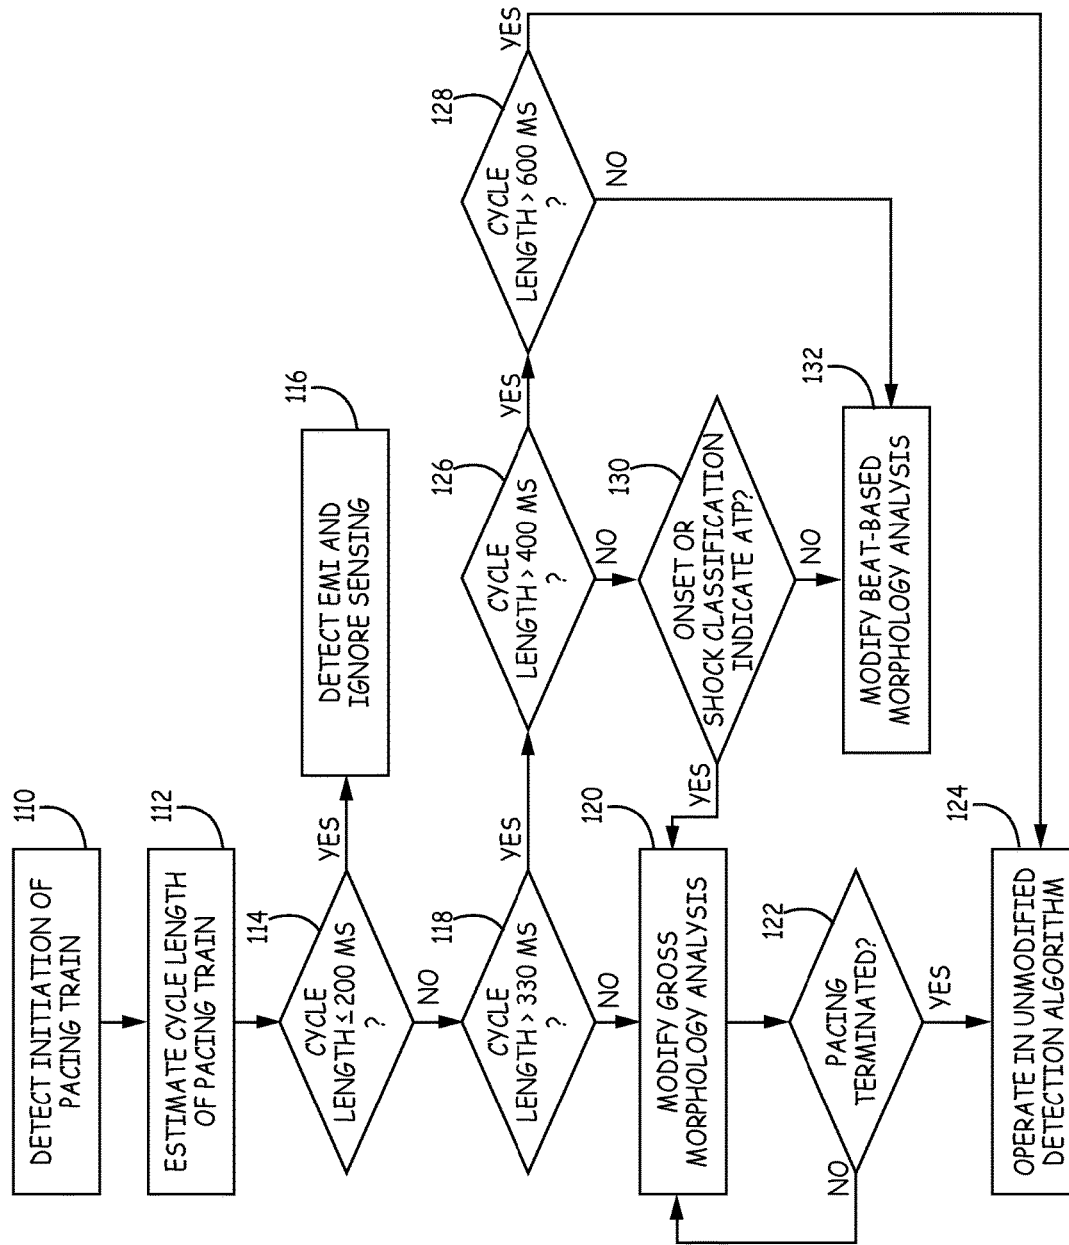 110
DETECT INITIATION OF
PACING TRAIN
112
ESTIMATE CYCLE LENGTH
OF PACING TRAIN
114
CYCLE
LENGTH ≤ 200 MS
?
YES
NO
116
DETECT EMI AND
IGNORE SENSING
118
CYCLE
LENGTH > 330 MS
?
YES
NO
126
CYCLE
LENGTH > 400 MS
?
YES
NO
128
CYCLE
LENGTH > 600 MS
?
YES
NO
120
MODIFY GROSS
MORPHOLOGY ANALYSIS
130
ONSET OR
SHOCK CLASSIFICATION
INDICATE ATP?
YES
NO
122
PACING
TERMINATED?
NO
YES
132
MODIFY BEAT-BASED
MORPHOLOGY ANALYSIS
124
OPERATE IN UNMODIFIED
DETECTION ALGORITHM